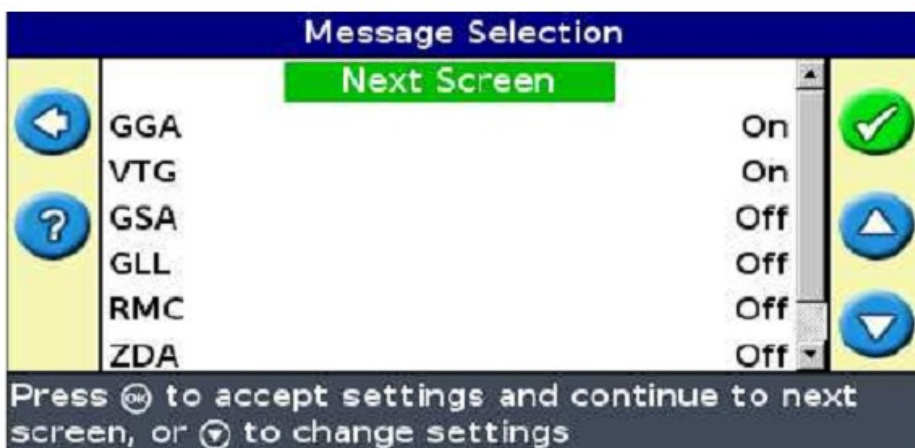 Message Selection
Next Screen
GGA On
VTG On
GSA Off
GLL Off
RMC Off
ZDA Off
Press OK to accept settings and continue to next
screen, or to change settings